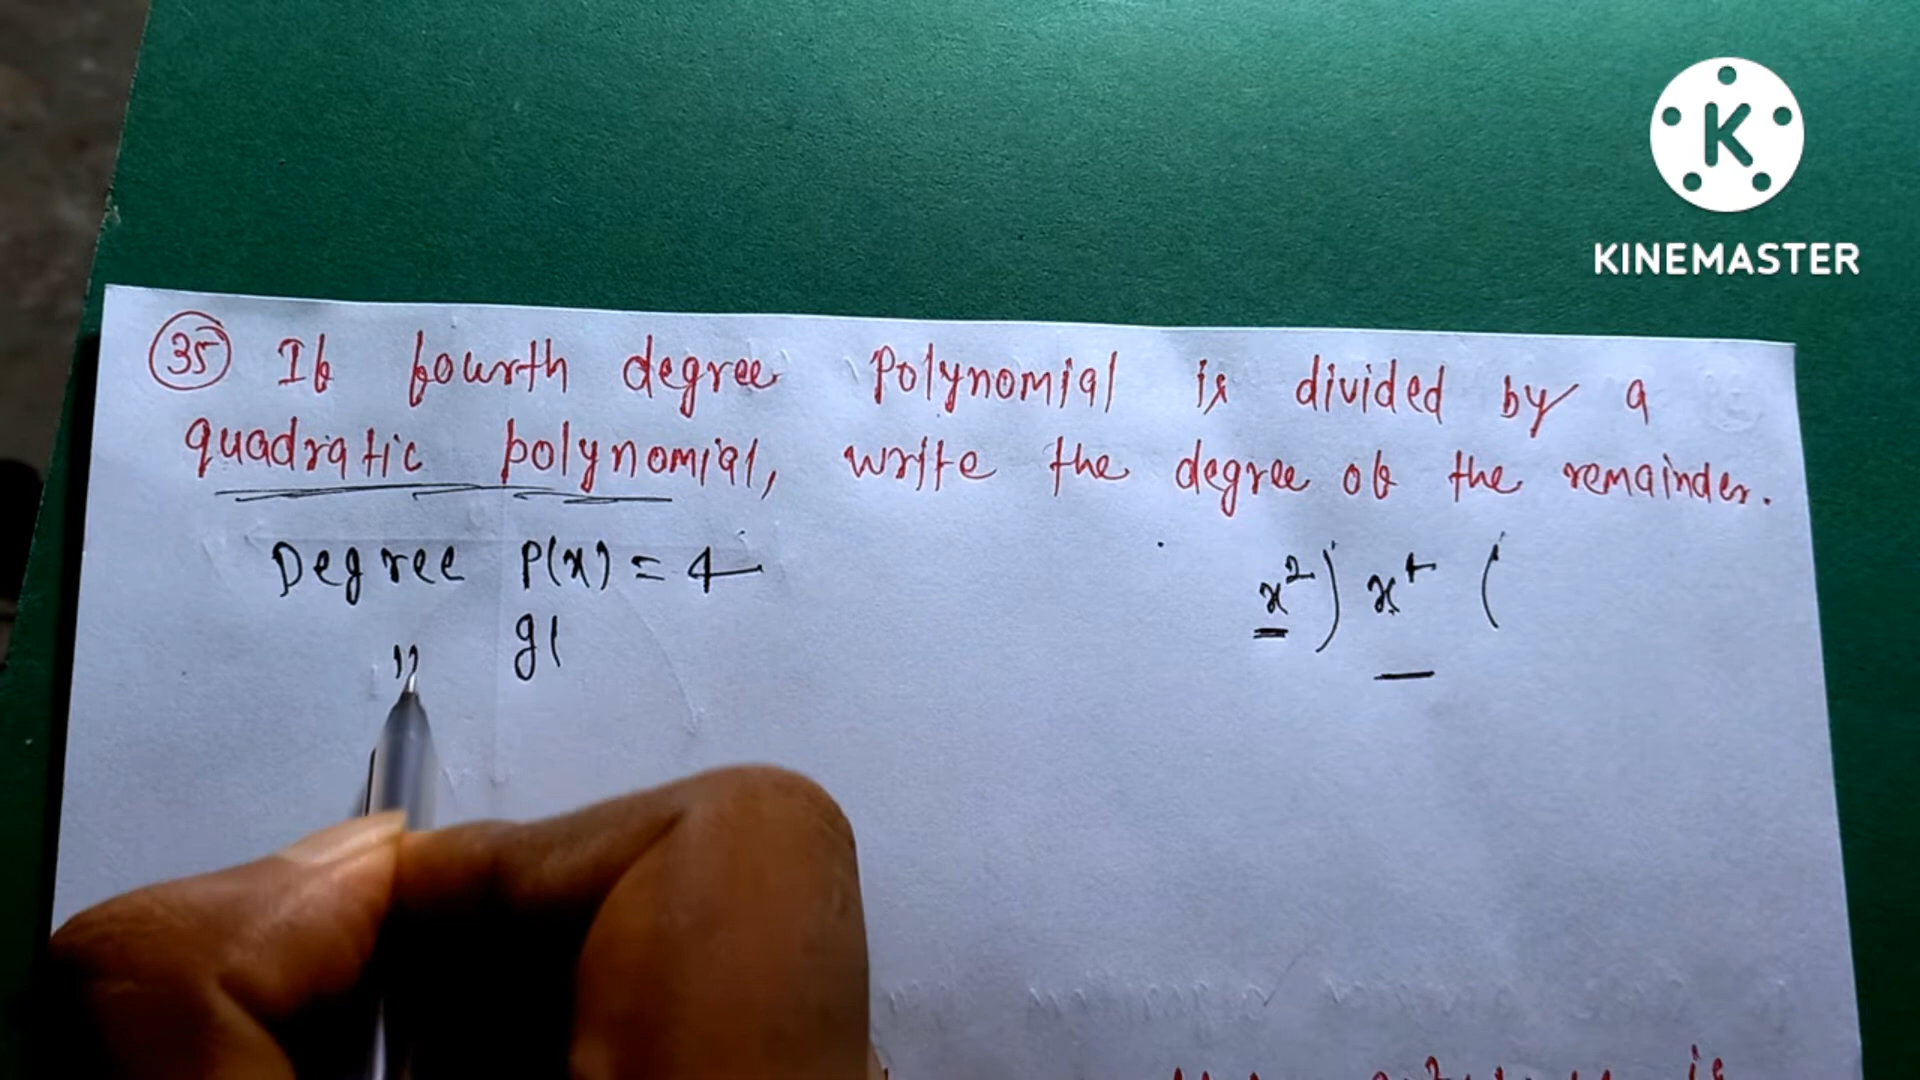 KINEMASTER
35 If fourth degree Polynomial is divided by a
quadratic polynomial, write the degree of the remainder.
Degree P(x) = 4
x²) x⁴ (
" g(
is